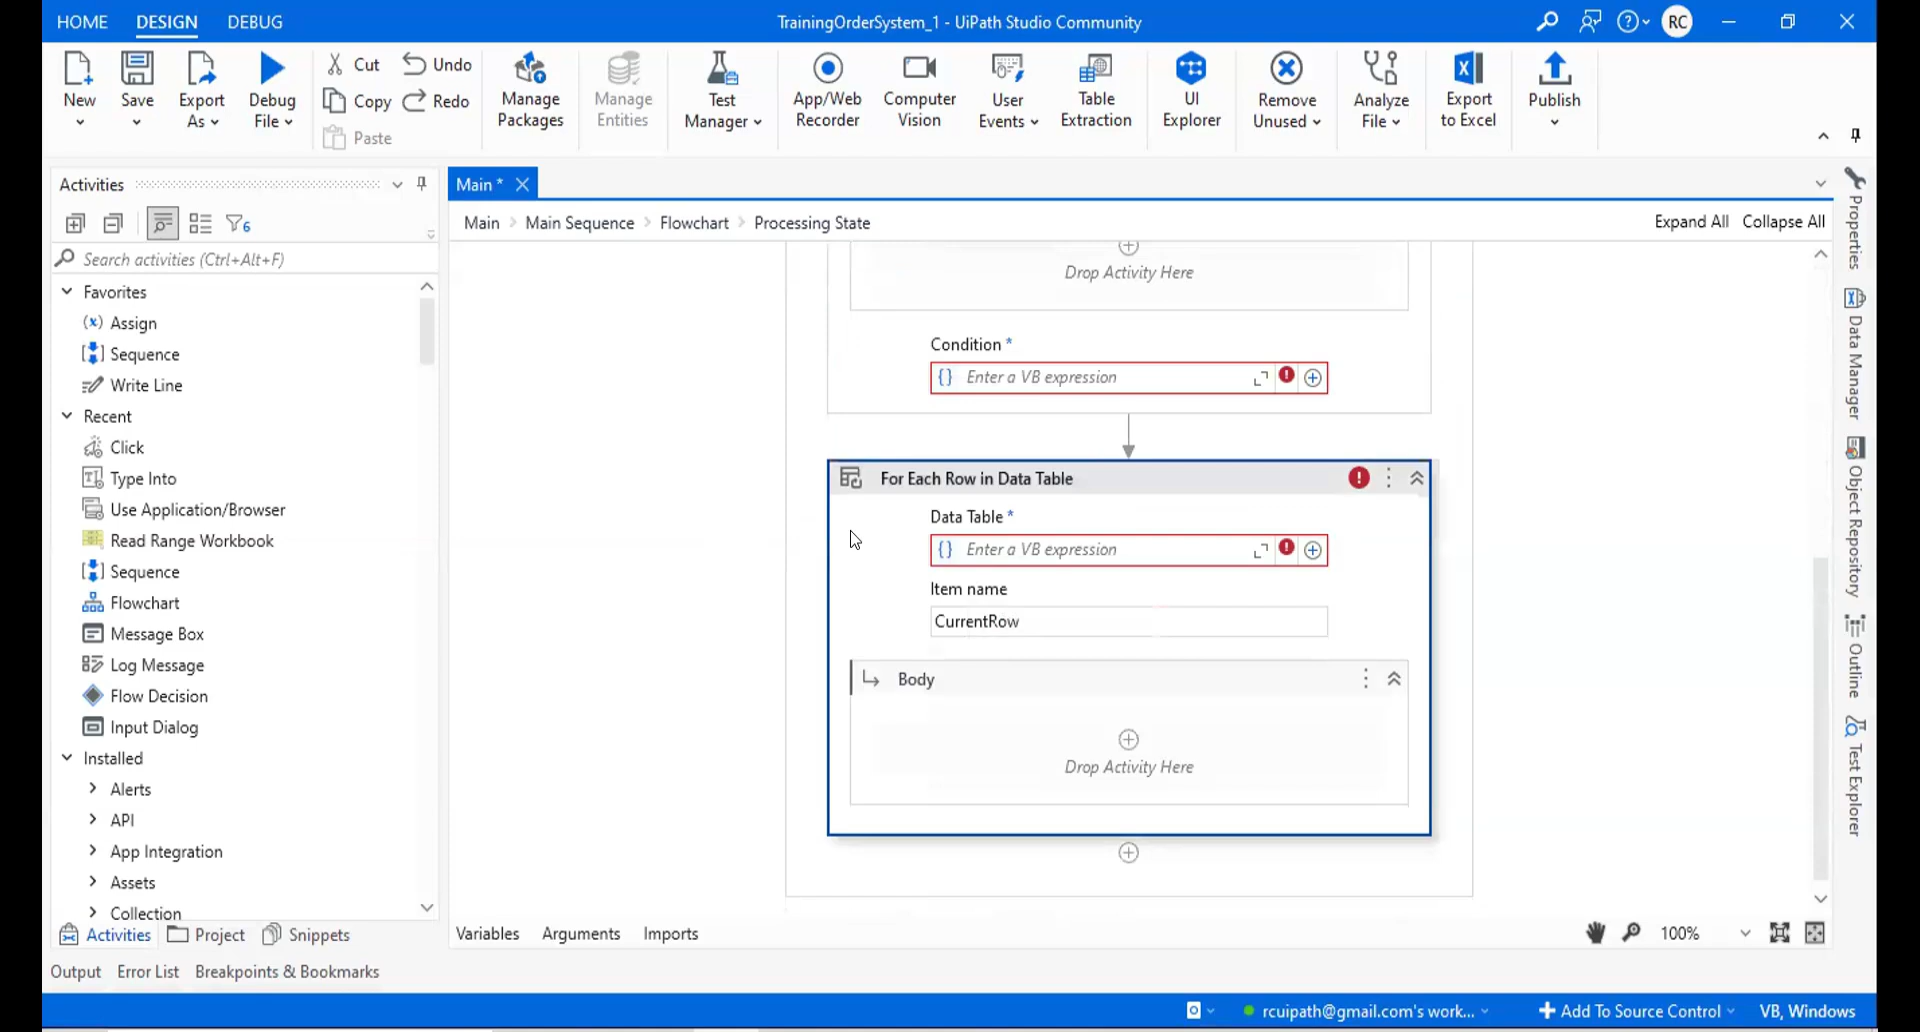 HOME DESIGN DEBUG
TrainingOrderSystem_1 - UiPath Studio Community
RC
New
Save
Export As
Debug File
Cut
Copy
Paste
Undo
Redo
Manage Packages
Manage Entities
Test Manager
App/Web Recorder
Computer Vision
User Events
Table Extraction
UI Explorer
Remove Unused
Analyze File
Export to Excel
Publish
Activities
6
Search activities (Ctrl+Alt+F)
Favorites
Assign
Sequence
Write Line
Recent
Click
Type Into
Use Application/Browser
Read Range Workbook
Sequence
Flowchart
Message Box
Log Message
Flow Decision
Input Dialog
Installed
Alerts
API
App Integration
Assets
Collection
Activities Project Snippets
Main *
Main > Main Sequence > Flowchart > Processing State
Expand All Collapse All
Drop Activity Here
Condition *
{} Enter a VB expression
For Each Row in Data Table
Data Table *
{} Enter a VB expression
Item name
CurrentRow
Body
Drop Activity Here
Variables Arguments Imports
100%
Properties
Data Manager
Object Repository
Outline
Test Explorer
Output Error List Breakpoints & Bookmarks
rcuipath@gmail.com's work...
Add To Source Control
VB, Windows